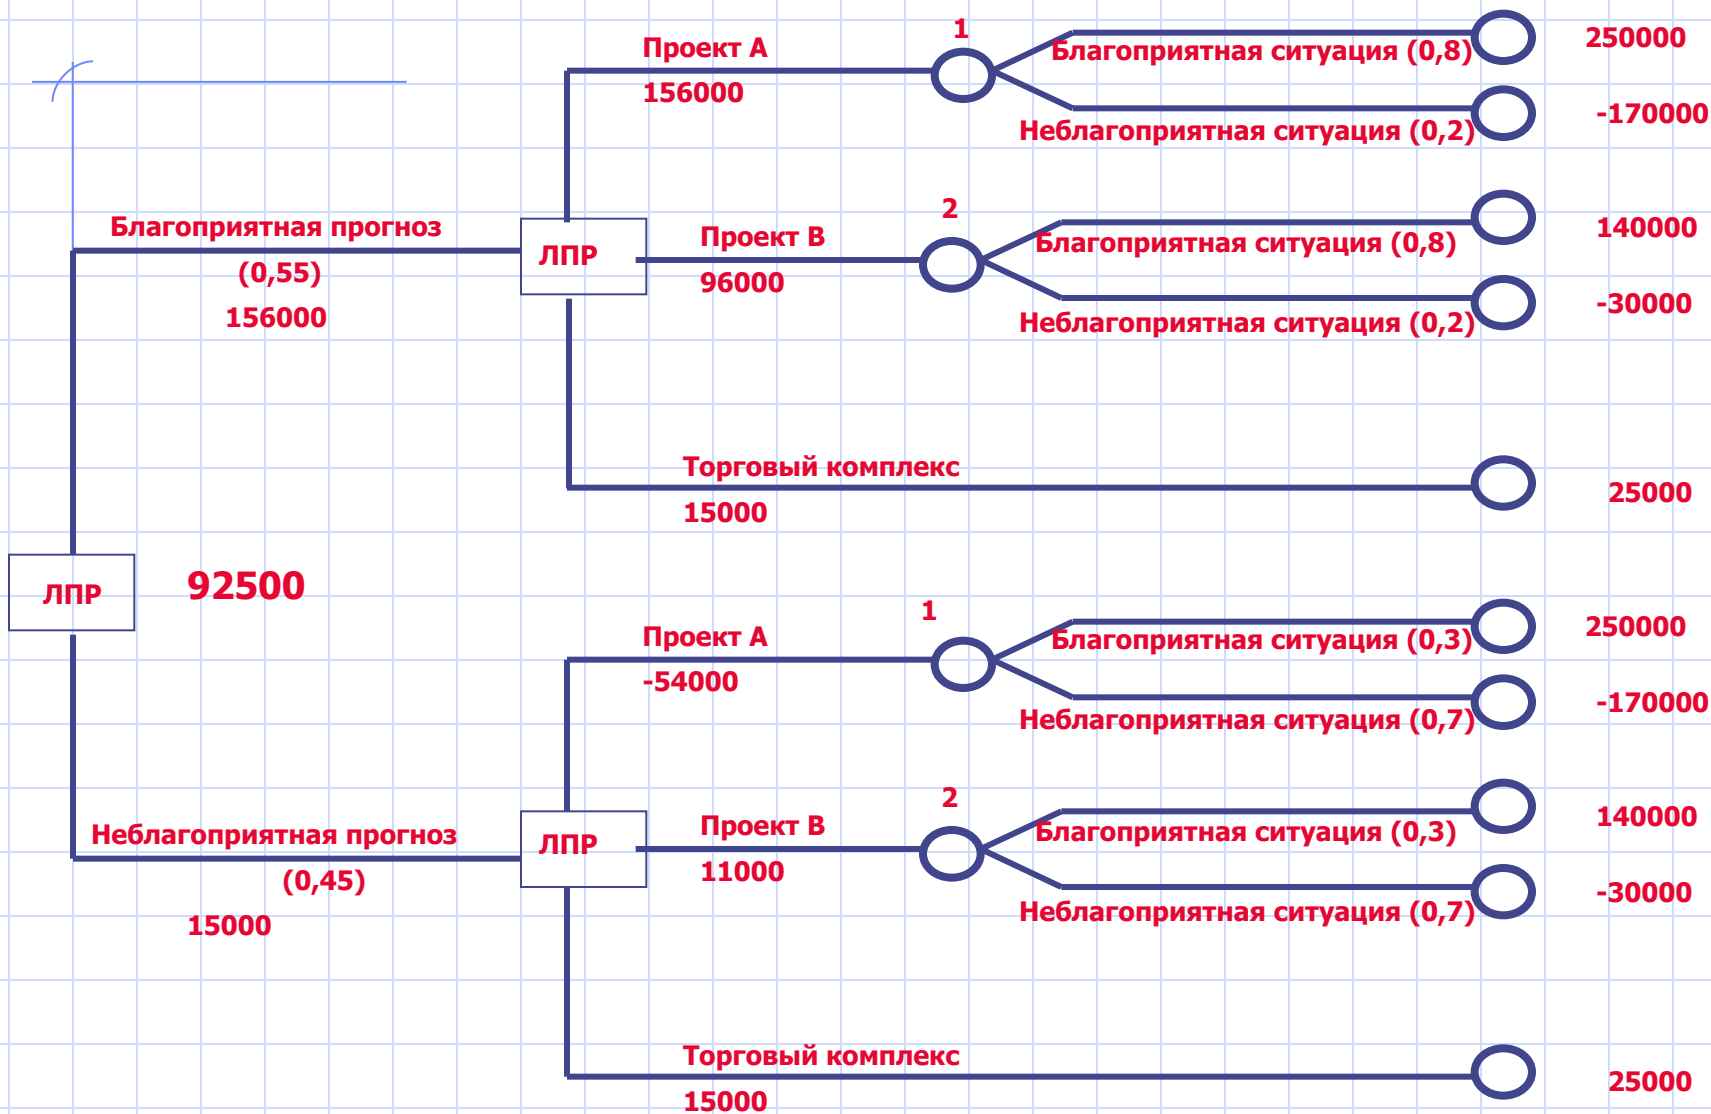 1
Проект А
Благоприятная ситуация (0,8)
250000
156000
Неблагоприятная ситуация (0,2)
-170000
Благоприятная прогноз
(0,55)
156000
ЛПР
2
Проект В
Благоприятная ситуация (0,8)
140000
96000
Неблагоприятная ситуация (0,2)
-30000
Торговый комплекс
15000
25000
ЛПР
92500
1
Проект А
Благоприятная ситуация (0,3)
250000
-54000
Неблагоприятная ситуация (0,7)
-170000
Неблагоприятная прогноз
(0,45)
15000
ЛПР
2
Проект В
Благоприятная ситуация (0,3)
140000
11000
Неблагоприятная ситуация (0,7)
-30000
Торговый комплекс
15000
25000